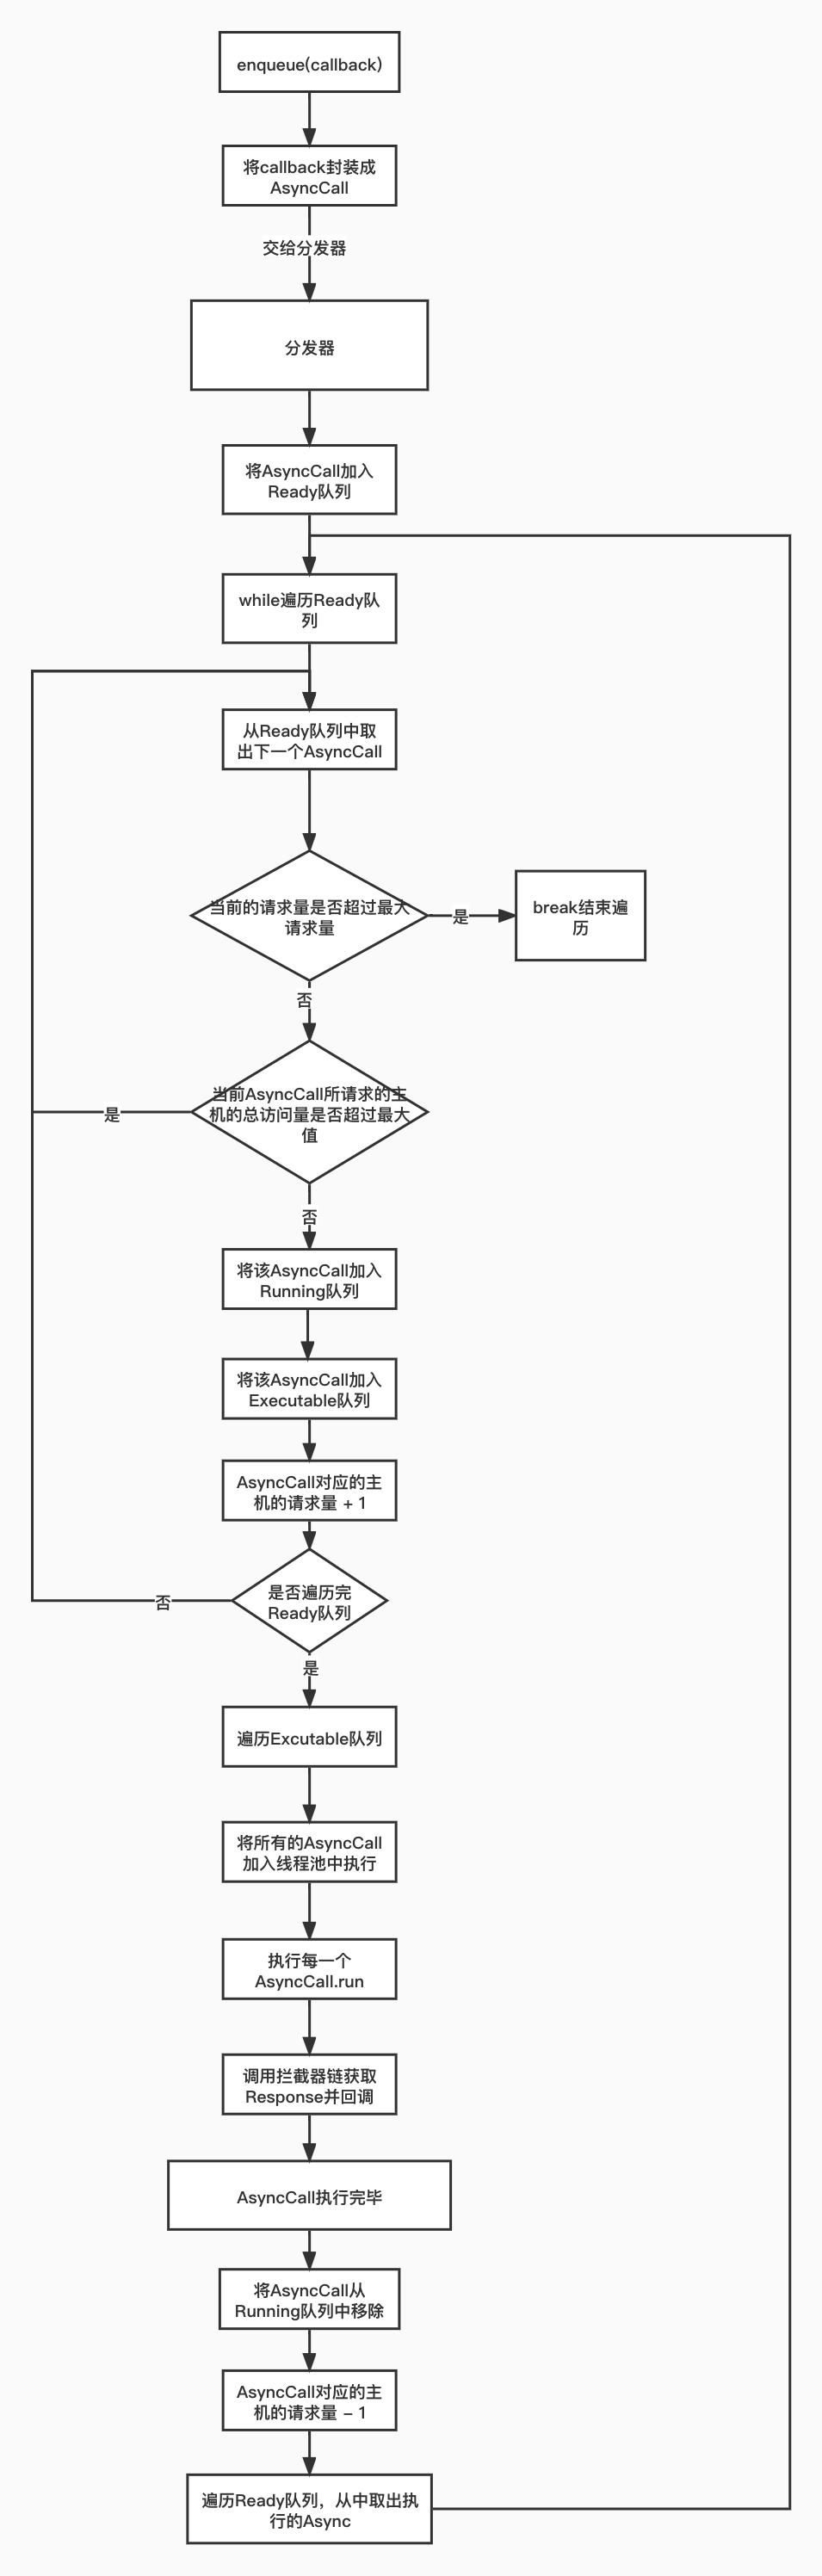 enqueue(callback)
将callback封装成
AsyncCall
交给分发器
分发器
将AsyncCall加入
Ready队列
while遍历Ready队
列
从Ready队列中取
出下一个AsyncCall
当前的请求量是否超过最大
请求量
是
break结束遍
历
否
当前AsyncCall所请求的主
机的总访问量是否超过最大
值
是
否
将该AsyncCall加入
Running队列
将该AsyncCall加入
Executable队列
AsyncCall对应的主
机的请求量 + 1
是否遍历完
Ready队列
否
是
遍历Excutable队列
将所有的AsyncCall
加入线程池中执行
执行每一个
AsyncCall.run
调用拦截器链获取
Response并回调
AsyncCall执行完毕
将AsyncCall从
Running队列中移除
AsyncCall对应的主
机的请求量 – 1
遍历Ready队列，从中取出执
行的Async